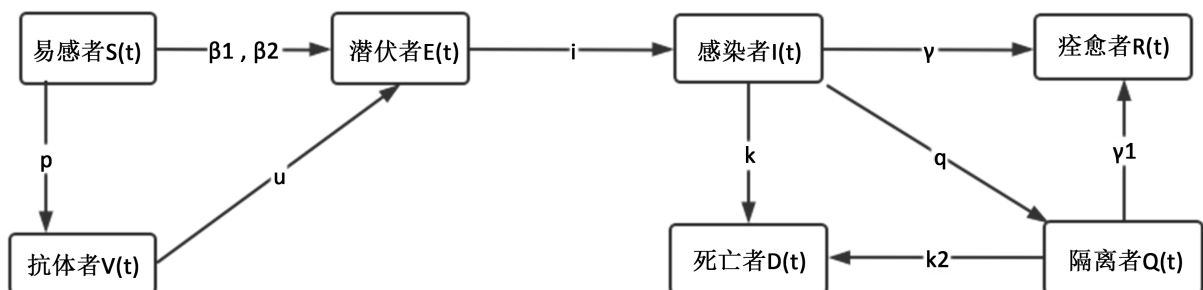 易感者S(t)
β1 , β2
潜伏者E(t)
i
感染者I(t)
γ
痊愈者R(t)
p
u
k
q
γ1
抗体者V(t)
死亡者D(t)
k2
隔离者Q(t)